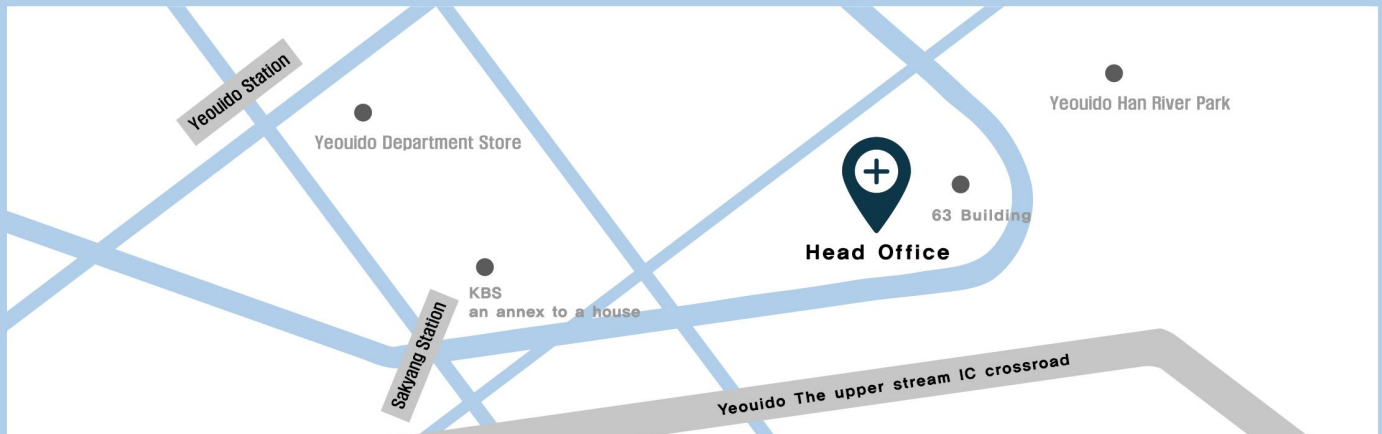 Yeouido Station
Yeouido Department Store
Yeouido Han River Park
63 Building
Head Office
KBS
an annex to a house
Sakyang Station
Yeouido The upper stream IC crossroad